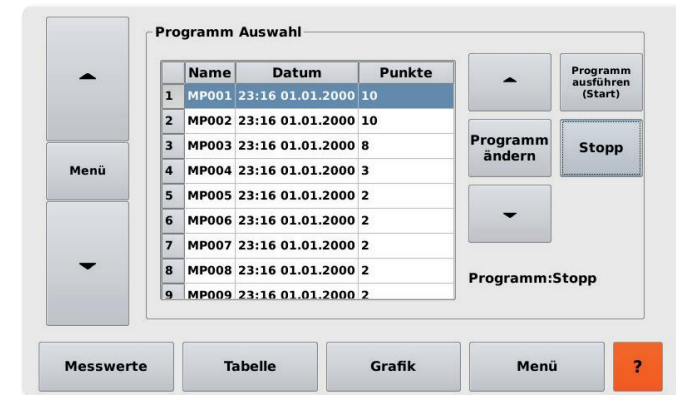 Programm Auswahl
Name Datum Punkte
1 MP001 23:16 01.01.2000 10
2 MP002 23:16 01.01.2000 10
3 MP003 23:16 01.01.2000 8
4 MP004 23:16 01.01.2000 3
5 MP005 23:16 01.01.2000 2
6 MP006 23:16 01.01.2000 2
7 MP007 23:16 01.01.2000 2
8 MP008 23:16 01.01.2000 2
9 MP009 23:16 01.01.2000 2
Menü
Programm
ändern
Programm
ausführen
(Start)
Stopp
Programm:Stopp
Messwerte Tabelle Grafik Menü ?